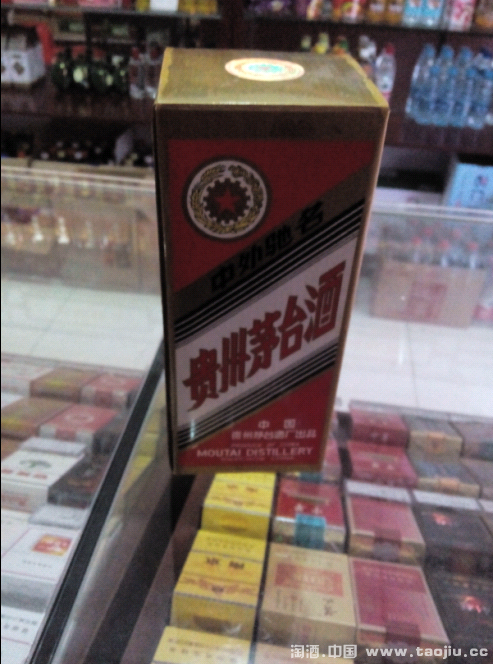 中外驰名
贵州茅台酒
中国
贵州茅台酒厂出品
MOUTAI DISTILLERY
淘酒.中国 www.taojiu.cc